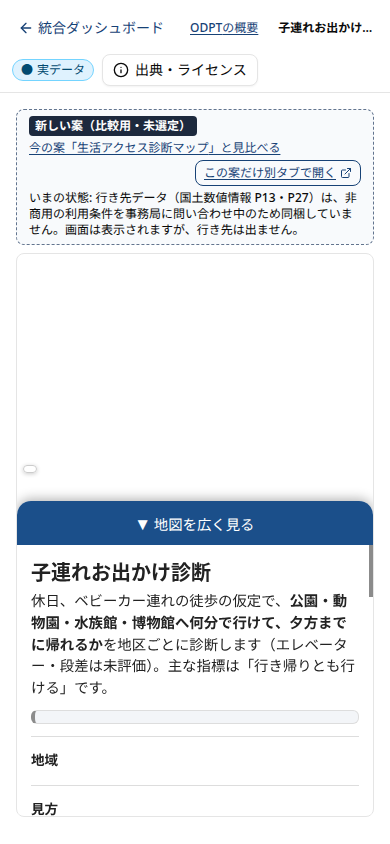 ← 統合ダッシュボード ODPTの概要 子連れお出かけ...
実データ 出典・ライセンス
新しい案（比較用・未選定）
今の案「生活アクセス診断マップ」と見比べる
この案だけ別タブで開く
いまの状態: 行き先データ（国土数値情報 P13・P27）は、非
商用の利用条件を事務局に問い合わせ中のため同梱していま
せん。画面は表示されますが、行き先は出ません。
▼ 地図を広く見る
子連れお出かけ診断
休日、ベビーカー連れの徒歩の仮定で、公園・動
物園・水族館・博物館へ何分で行けて、夕方まで
に帰れるかを地区ごとに診断します（エレベータ
ー・段差は未評価）。主な指標は「行き帰りとも行
ける」です。
地域
見方